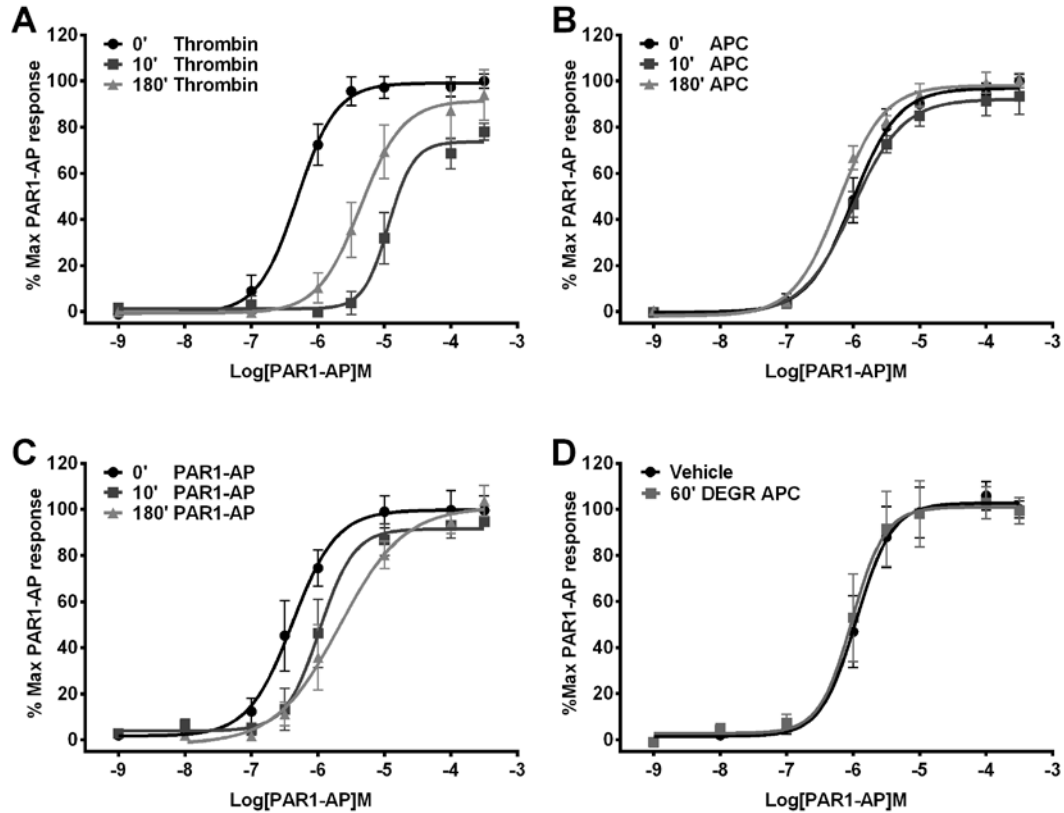 A
0' Thrombin
10' Thrombin
180' Thrombin
% Max PAR1-AP response
120
100
80
60
40
20
0
-9 -8 -7 -6 -5 -4 -3
Log[PAR1-AP]M
B
0' APC
10' APC
180' APC
% Max PAR1-AP response
120
100
80
60
40
20
0
-9 -8 -7 -6 -5 -4 -3
Log[PAR1-AP]M
C
0' PAR1-AP
10' PAR1-AP
180' PAR1-AP
% Max PAR1-AP response
120
100
80
60
40
20
0
-9 -8 -7 -6 -5 -4 -3
Log[PAR1-AP]M
D
Vehicle
60' DEGR APC
%Max PAR1-AP response
120
100
80
60
40
20
0
-9 -8 -7 -6 -5 -4 -3
Log[PAR1-AP]M